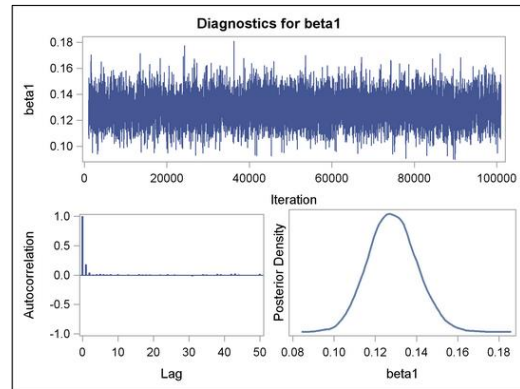 Diagnostics for beta1
beta1
0.18
0.16
0.14
0.12
0.10
0 20000 40000 60000 80000 100000
Iteration
Autocorrelation
1.0
0.5
0.0
-0.5
-1.0
0 10 20 30 40 50
Lag
Posterior Density
0.08 0.10 0.12 0.14 0.16 0.18
beta1